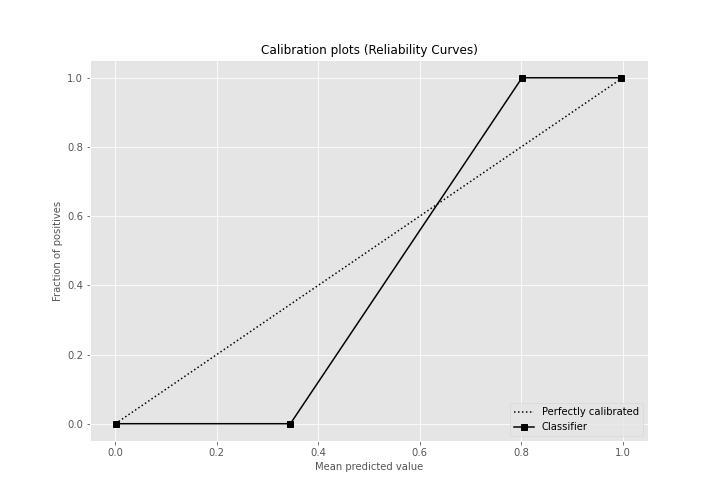 Calibration plots (Reliability Curves)
1.0
0.8
0.6
0.4
0.2
0.0
Fraction of positives
0.0 0.2 0.4 0.6 0.8 1.0
Mean predicted value
Perfectly calibrated
Classifier